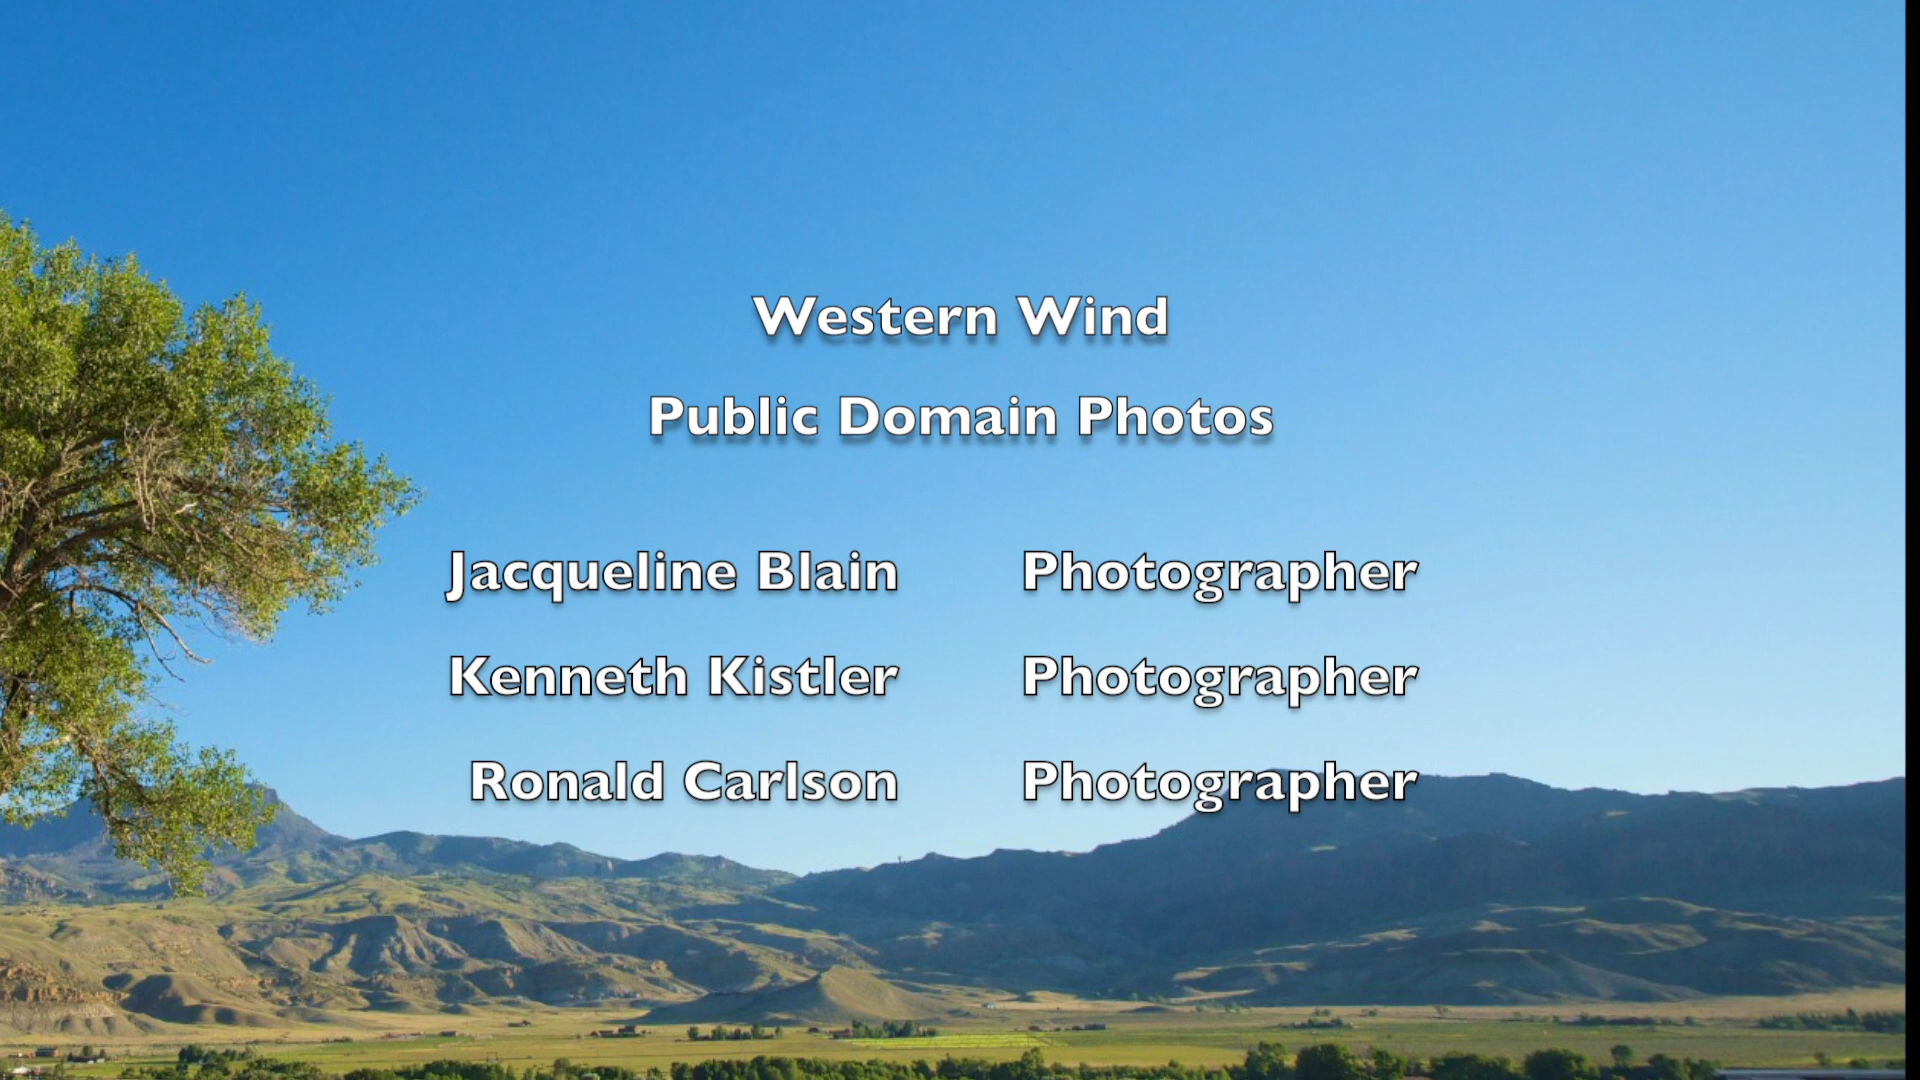 Western Wind
Public Domain Photos
Jacqueline Blain Photographer
Kenneth Kistler Photographer
Ronald Carlson Photographer